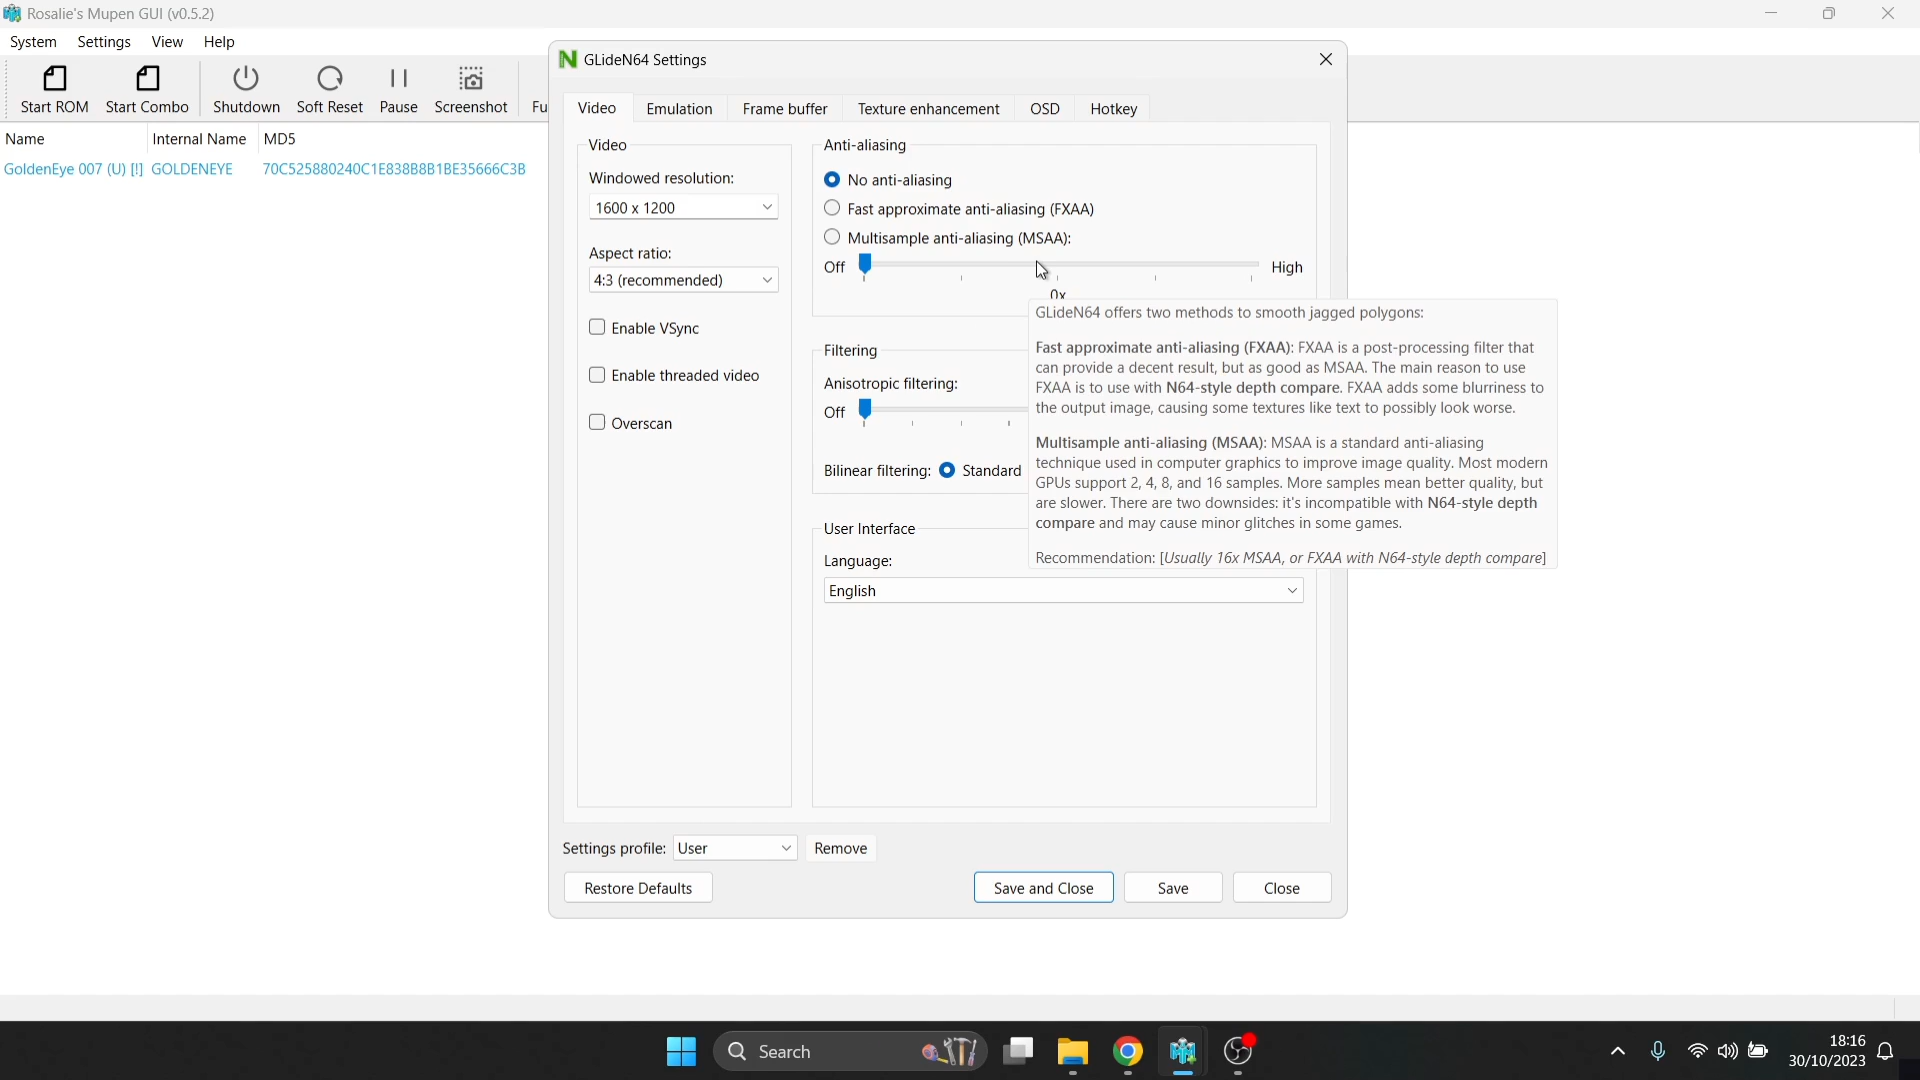 Rosalie's Mupen GUI (v0.5.2)
System Settings View Help
Start ROM Start Combo Shutdown Soft Reset Pause Screenshot Fu
Name Internal Name MD5
GoldenEye 007 (U) [!] GOLDENEYE 70C525880240C1E838B8B1BE35666C3B
GLideN64 Settings
Video Emulation Frame buffer Texture enhancement OSD Hotkey
Video
Windowed resolution:
1600 x 1200
Aspect ratio:
4:3 (recommended)
Enable VSync
Enable threaded video
Overscan
Anti-aliasing
No anti-aliasing
Fast approximate anti-aliasing (FXAA)
Multisample anti-aliasing (MSAA):
Off High
0x
GLideN64 offers two methods to smooth jagged polygons:
Fast approximate anti-aliasing (FXAA): FXAA is a post-processing filter that
can provide a decent result, but as good as MSAA. The main reason to use
FXAA is to use with N64-style depth compare. FXAA adds some blurriness to
the output image, causing some textures like text to possibly look worse.
Multisample anti-aliasing (MSAA): MSAA is a standard anti-aliasing
technique used in computer graphics to improve image quality. Most modern
GPUs support 2, 4, 8, and 16 samples. More samples mean better quality, but
are slower. There are two downsides: it's incompatible with N64-style depth
compare and may cause minor glitches in some games.
Recommendation: [Usually 16x MSAA, or FXAA with N64-style depth compare]
Filtering
Anisotropic filtering:
Off
Bilinear filtering: Standard
User Interface
Language:
English
Settings profile: User Remove
Restore Defaults Save and Close Save Close
Search
18:16
30/10/2023